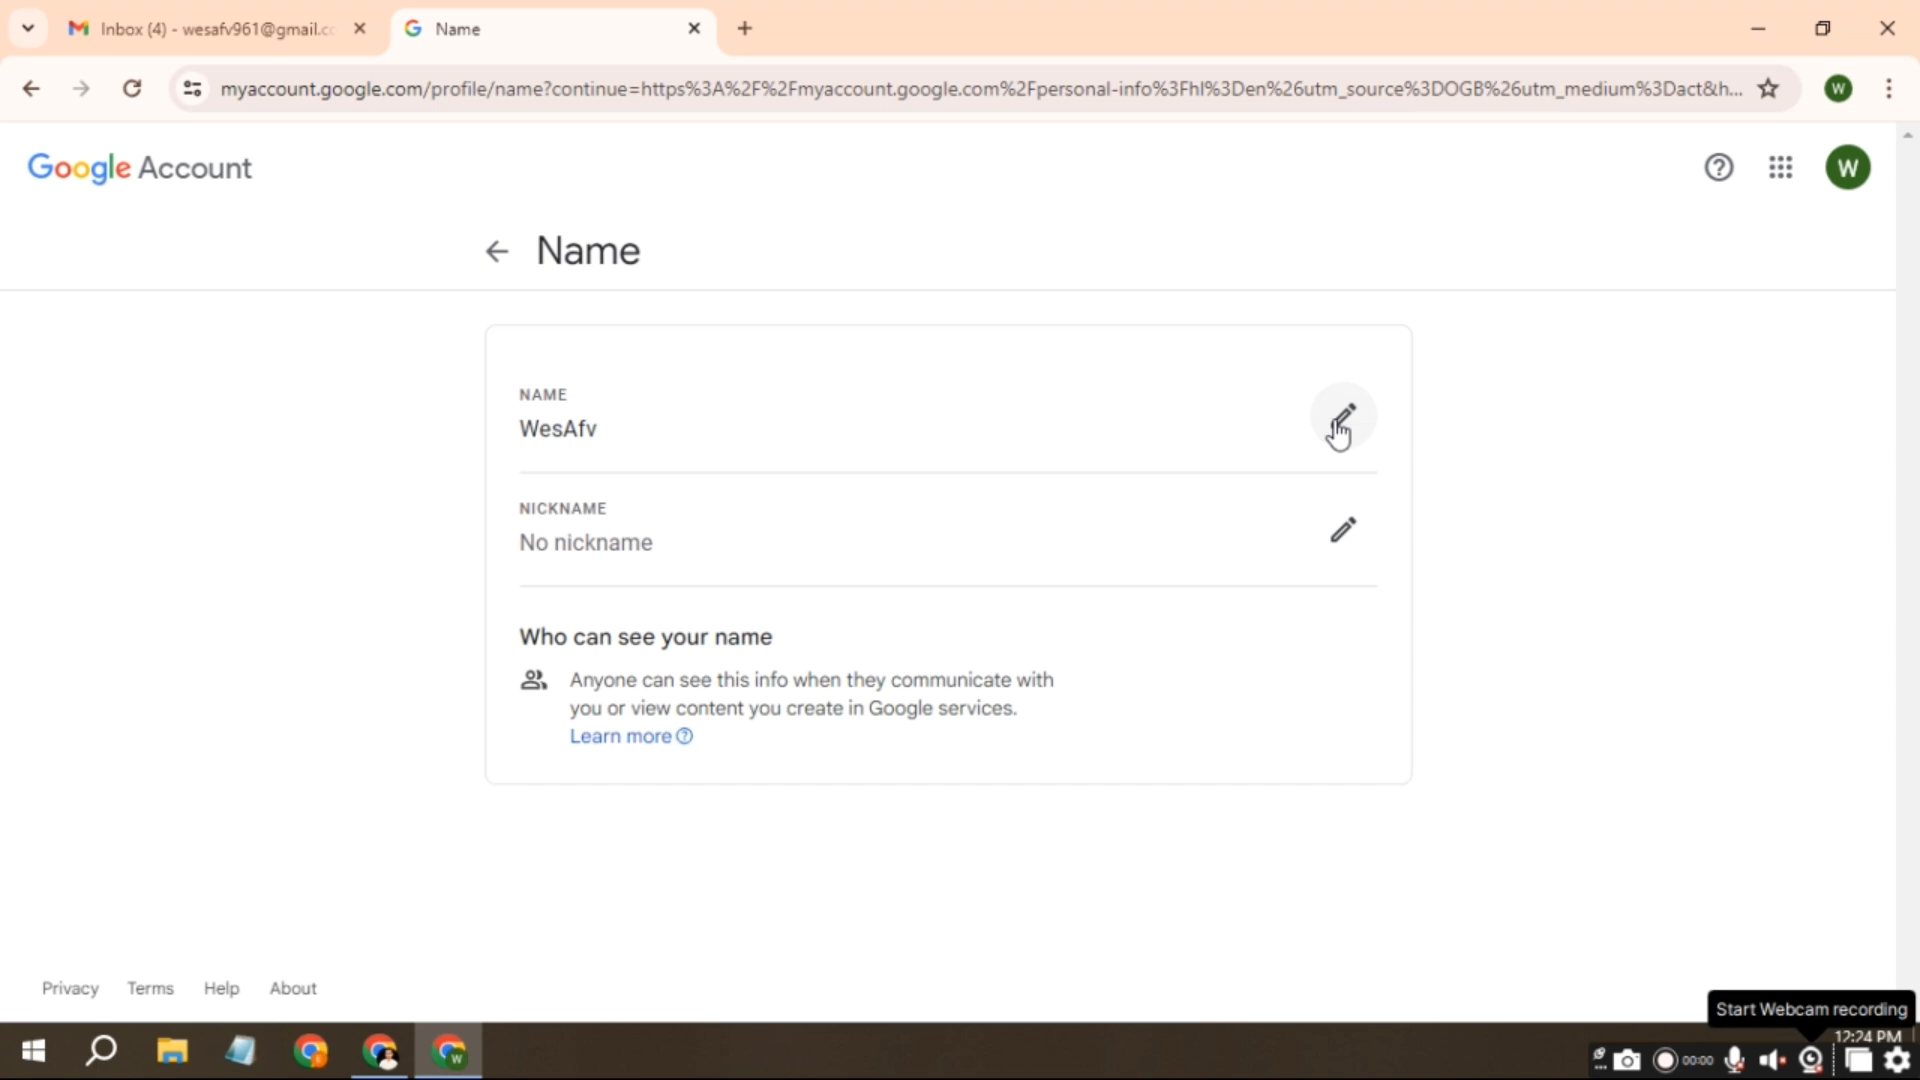 Inbox (4) - wesafv961@gmail.cc
Name
myaccount.google.com/profile/name?continue=https%3A%2F%2Fmyaccount.google.com%2Fpersonal-info%3Fhl%3Den%26utm_source%3DOGB%26utm_medium%3Dact&h...
W
Google Account
W
Name
NAME
WesAfv
NICKNAME
No nickname
Who can see your name
Anyone can see this info when they communicate with
you or view content you create in Google services.
Learn more
Privacy Terms Help About
Start Webcam recording
12:24 PM
W
00:00